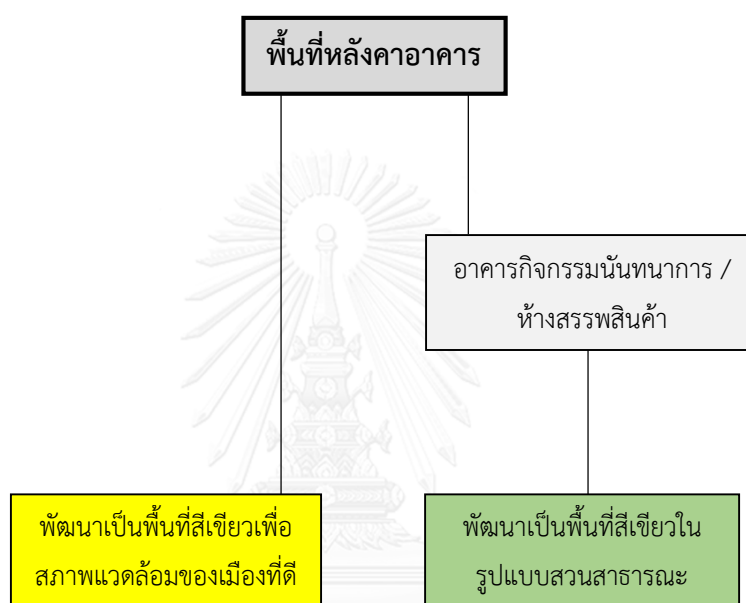 พื้นที่หลังคาอาคาร
อาคารกิจกรรมนันทนาการ /
ห้างสรรพสินค้า
พัฒนาเป็นพื้นที่สีเขียวเพื่อ
สภาพแวดล้อมของเมืองที่ดี
พัฒนาเป็นพื้นที่สีเขียวใน
รูปแบบสวนสาธารณะ